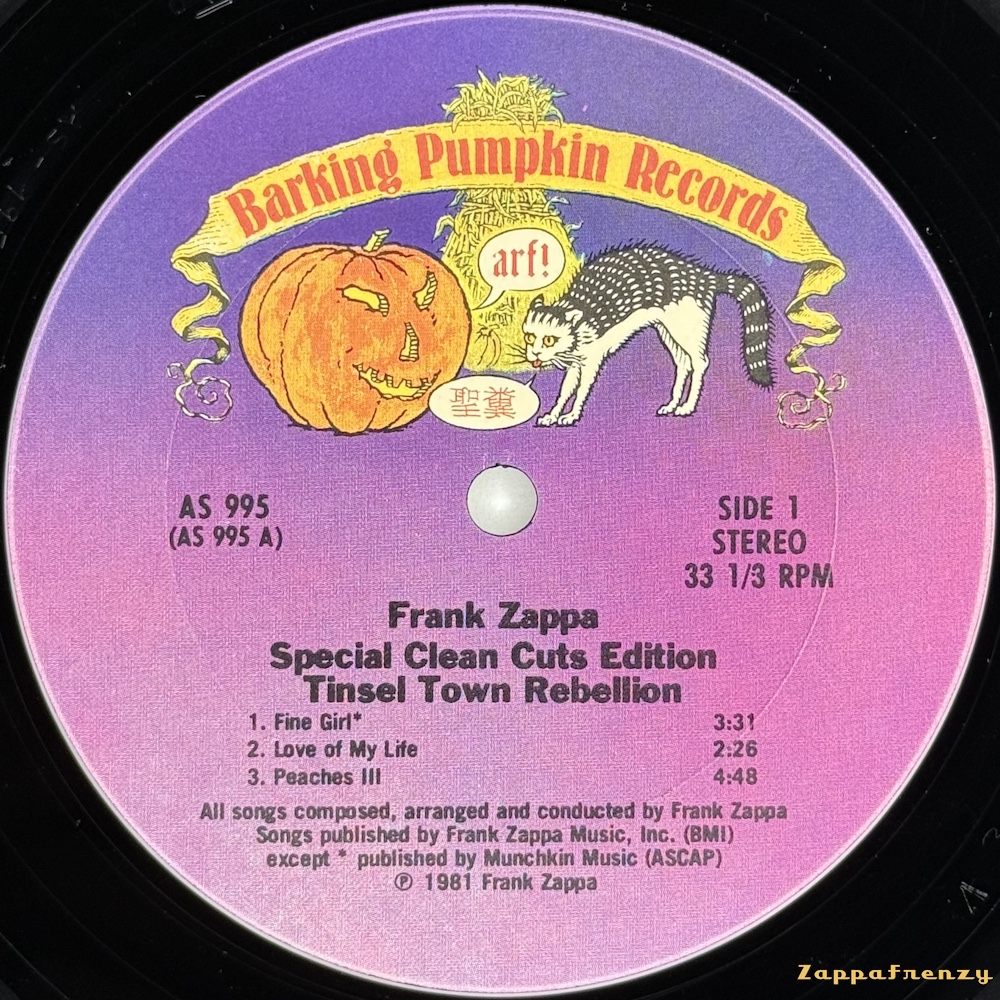 Barking Pumpkin Records
arf!
聖糞
AS 995
(AS 995 A)
SIDE 1
STEREO
33 1/3 RPM
Frank Zappa
Special Clean Cuts Edition
Tinsel Town Rebellion
1. Fine Girl* 3:31
2. Love of My Life 2:26
3. Peaches III 4:48
All songs composed, arranged and conducted by Frank Zappa
Songs published by Frank Zappa Music, Inc. (BMI)
except * published by Munchkin Music (ASCAP)
℗ 1981 Frank Zappa
ZappaFrenzy